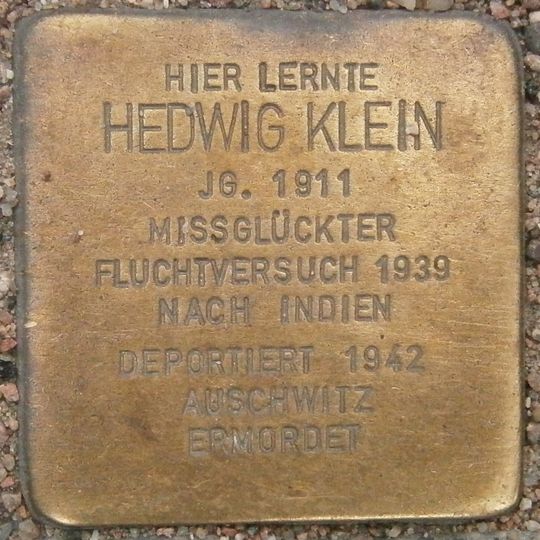 HIER LERNTE
HEDWIG KLEIN
JG. 1911
MISSGLÜCKTER
FLUCHTVERSUCH 1939
NACH INDIEN
DEPORTIERT 1942
AUSCHWITZ
ERMORDET